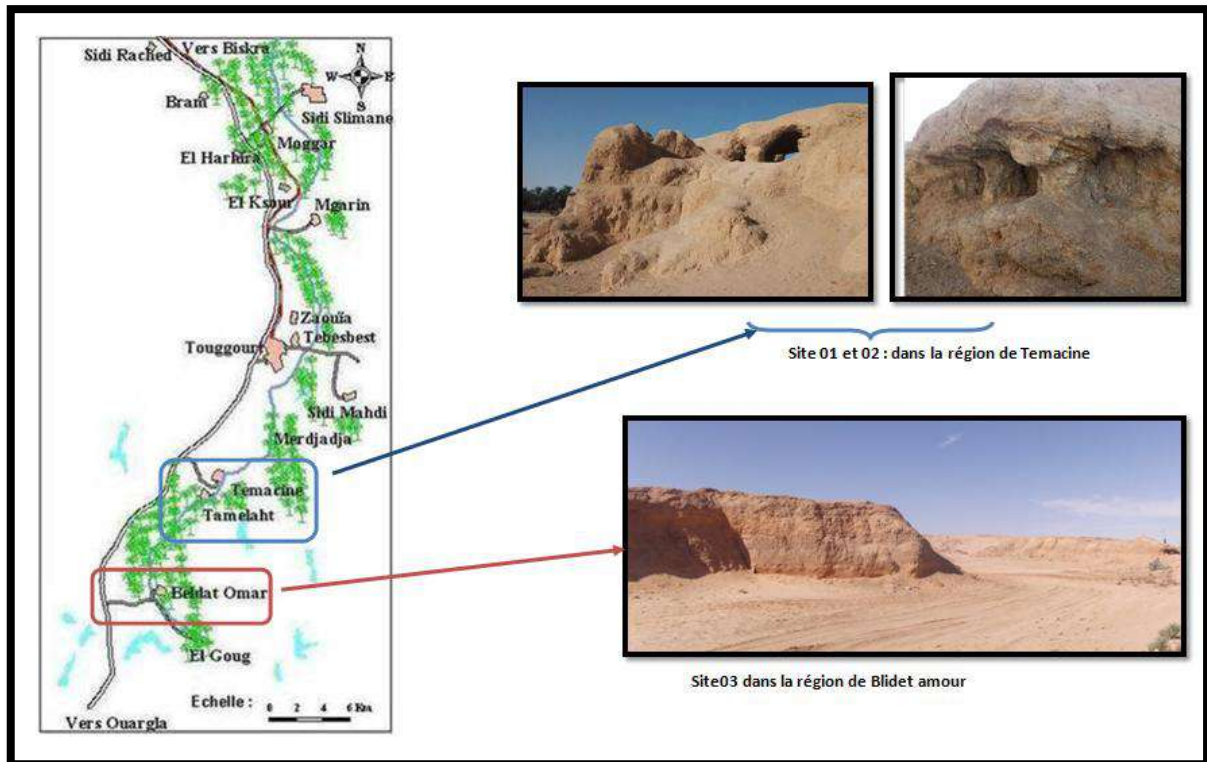 Vers Biskra
Sidi Rached
N
W E
S
Bram
Sidi Slimane
Moggar
El Harhira
El Ksour
Mgarin
Zaouïa
Tebesbest
Touggourt
Sidi Mahdi
Merdjadja
Temacine
Tamelaht
Beldat Omar
El Goug
Echelle : 0 2 4 6 Km
Vers Ouargla
Site 01 et 02 : dans la région de Temacine
Site03 dans la région de Blidet amour